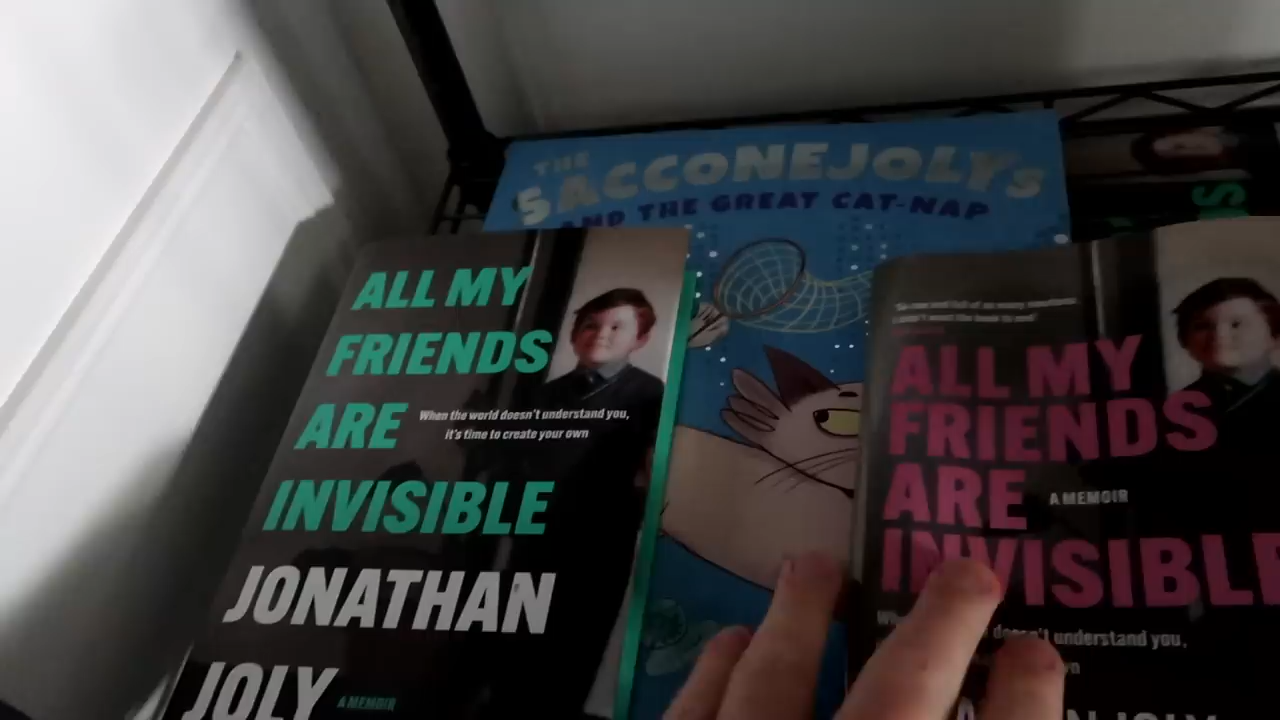 THE
SACCONEJOLYs
AND THE GREAT CAT-NAP
ALL MY
FRIENDS
ARE
When the world doesn't understand you,
it's time to create your own
INVISIBLE
JONATHAN
JOLY
A MEMOIR
ALL MY
FRIENDS
ARE
A MEMOIR
INVISIBLE
doesn't understand you,